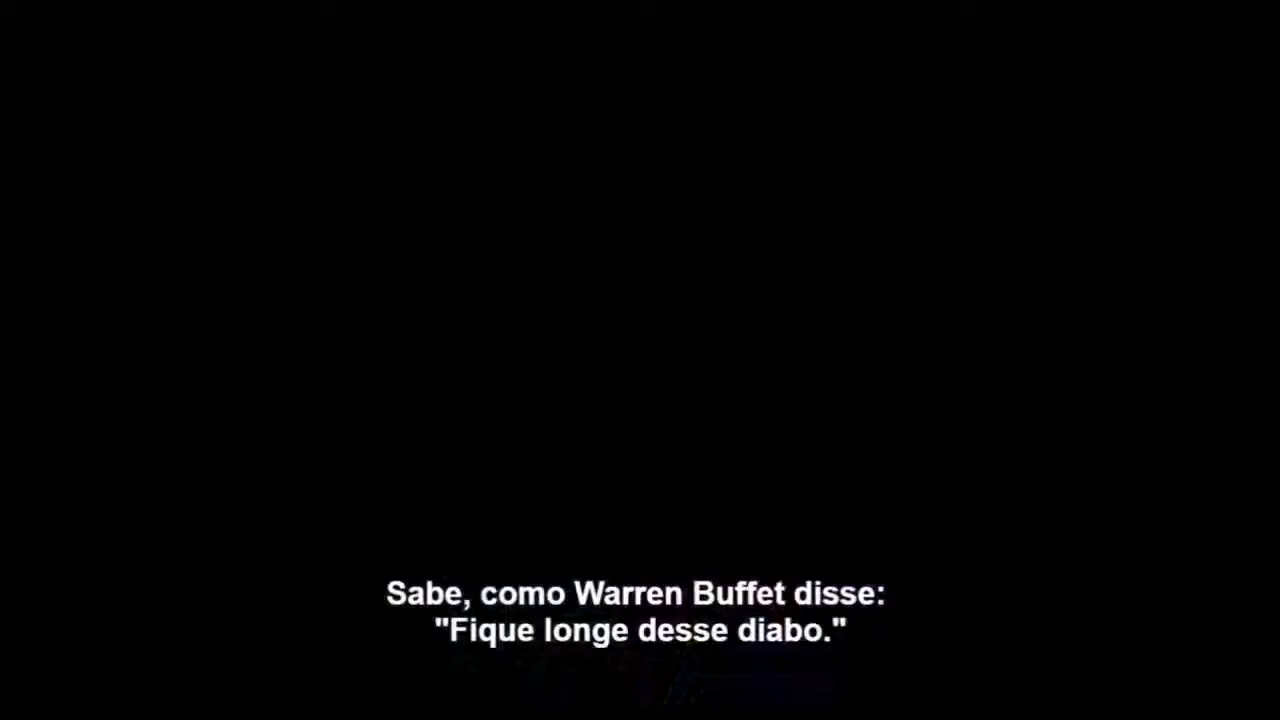 Sabe, como Warren Buffet disse:
"Fique longe desse diabo."